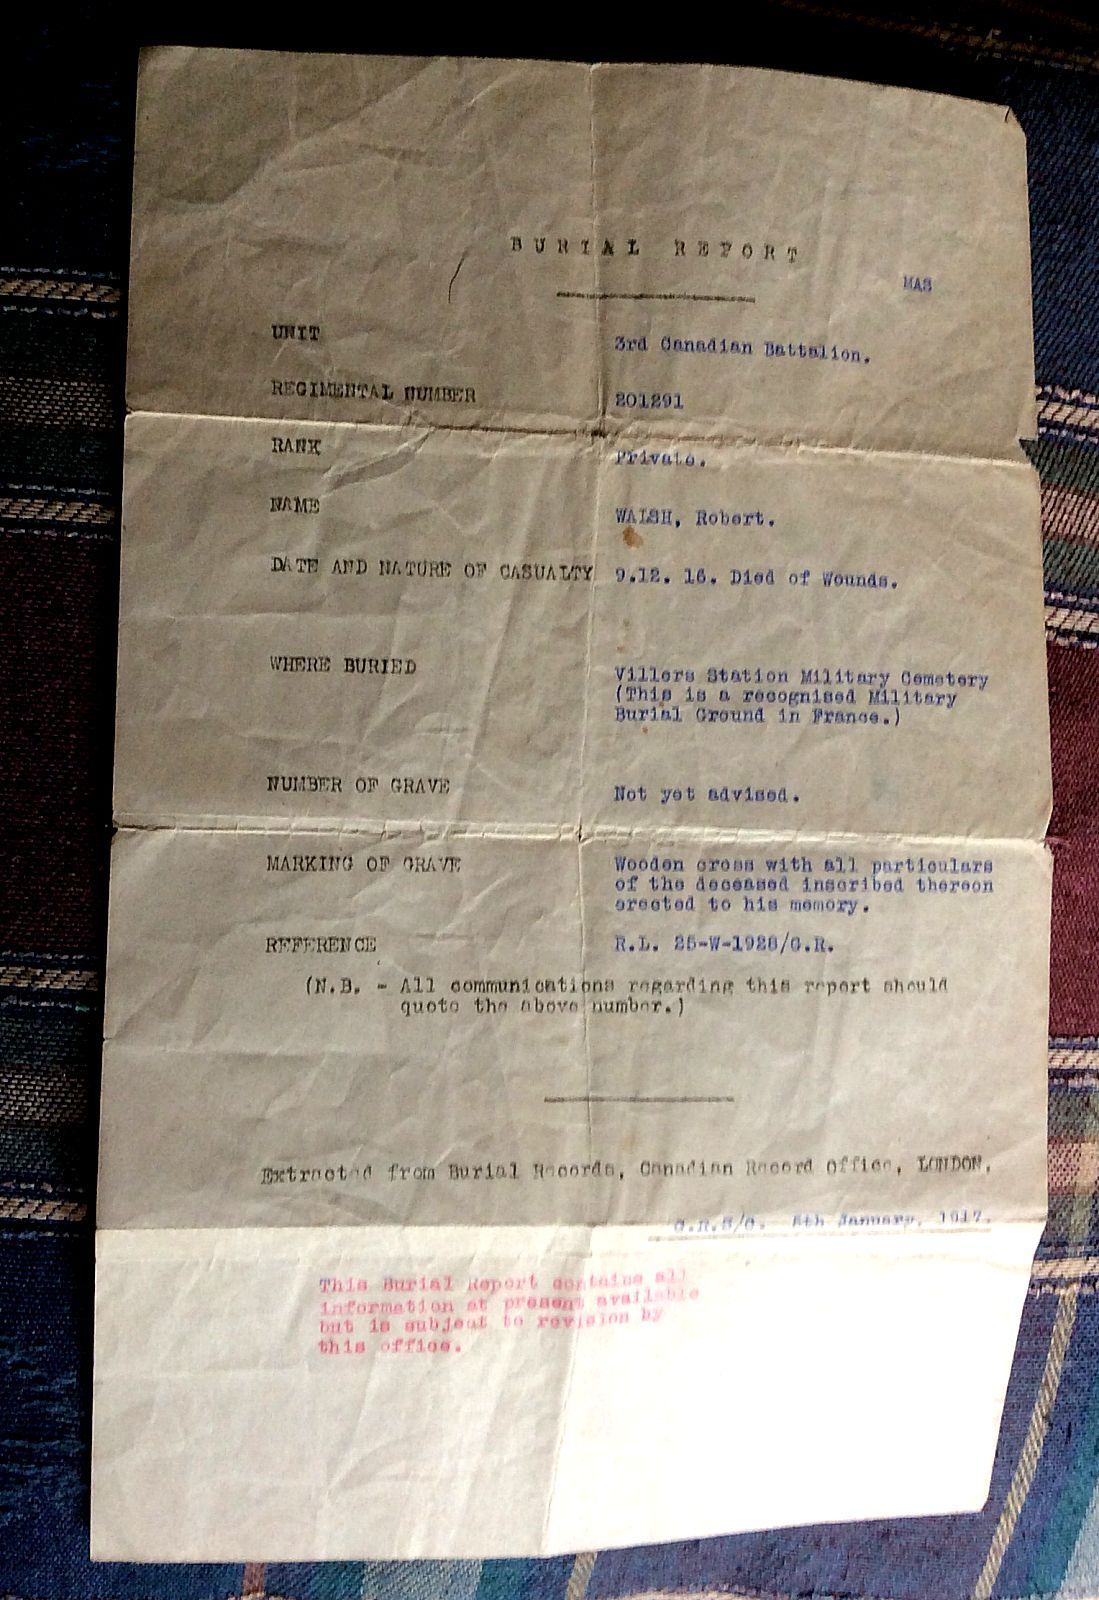 BURIAL REPORT
MAS
UNIT 3rd Canadian Battalion.
REGIMENTAL NUMBER 201291
RANK Private.
NAME WALSH, Robert.
DATE AND NATURE OF CASUALTY 9.12. 16. Died of Wounds.
WHERE BURIED Villers Station Military Cemetery
(This is a recognised Military
Burial Ground in France.)
NUMBER OF GRAVE Not yet advised.
MARKING OF GRAVE Wooden cross with all particulars
of the deceased inscribed thereon
erected to his memory.
REFERENCE R.L. 25-W-1928/G.R.
(N.B. - All communications regarding this report should
quote the above number.)
Extracted from Burial Records, Canadian Record Office, LONDON.
5th January, 1917.
This Burial Report contains all
information at present available
but is subject to revision by
this office.